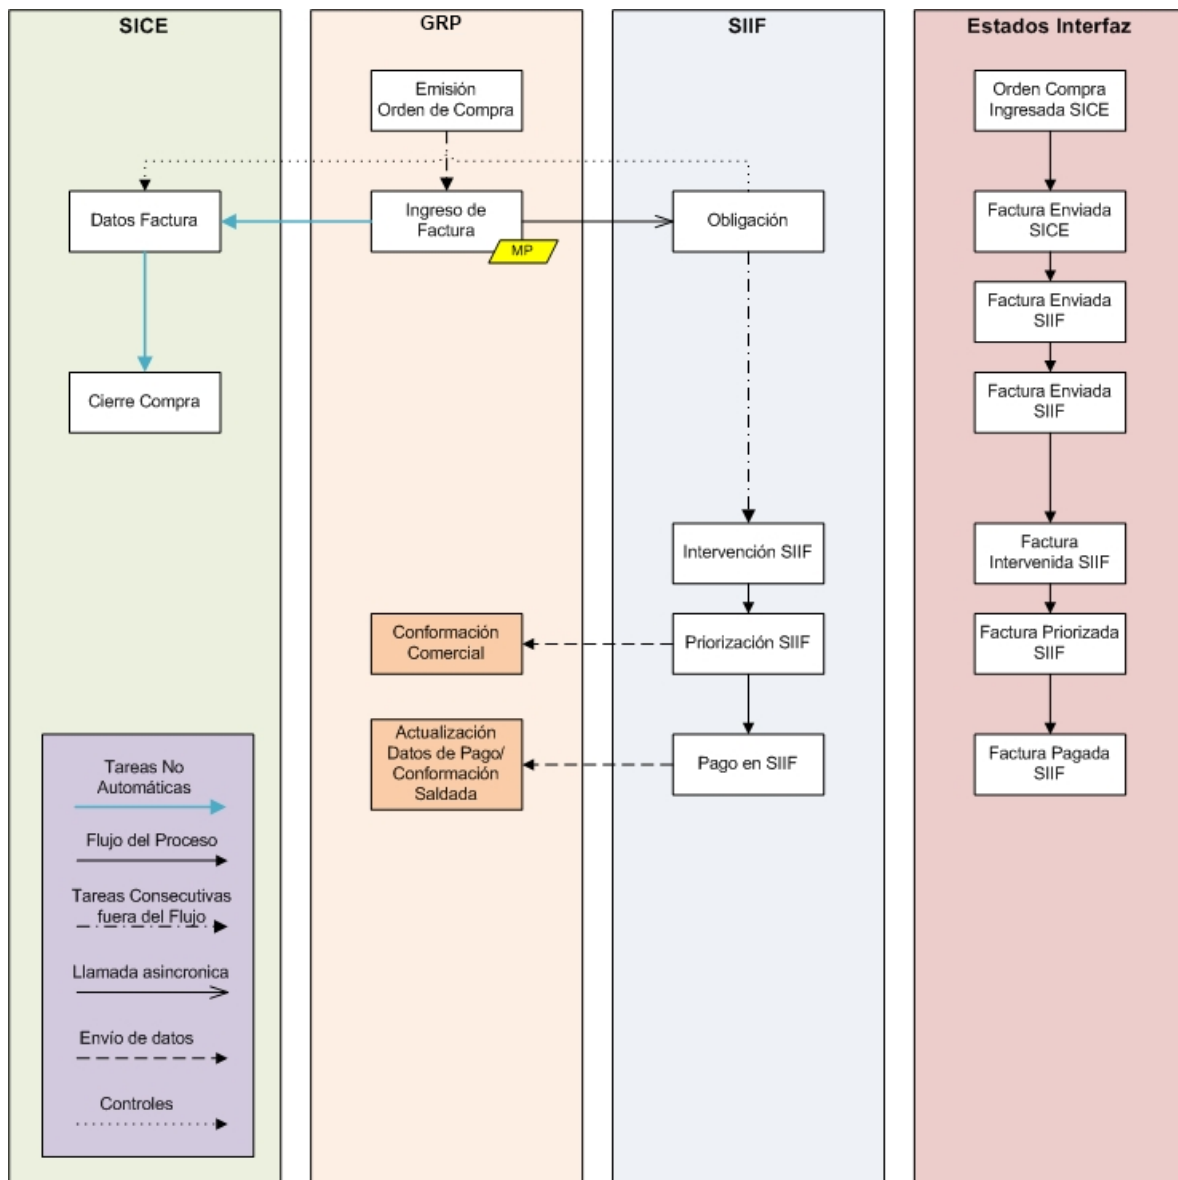 SICE
GRP
SIIF
Estados Interfaz
Emisión
Orden de Compra
Orden Compra
Ingresada SICE
Datos Factura
Ingreso de
Factura
MP
Obligación
Factura Enviada
SICE
Factura Enviada
SIIF
Cierre Compra
Factura Enviada
SIIF
Intervención SIIF
Factura
Intervenida SIIF
Conformación
Comercial
Priorización SIIF
Factura Priorizada
SIIF
Actualización
Datos de Pago/
Conformación
Saldada
Pago en SIIF
Factura Pagada
SIIF
Tareas No
Automáticas
Flujo del Proceso
Tareas Consecutivas
fuera del Flujo
Llamada asincronica
Envío de datos
Controles